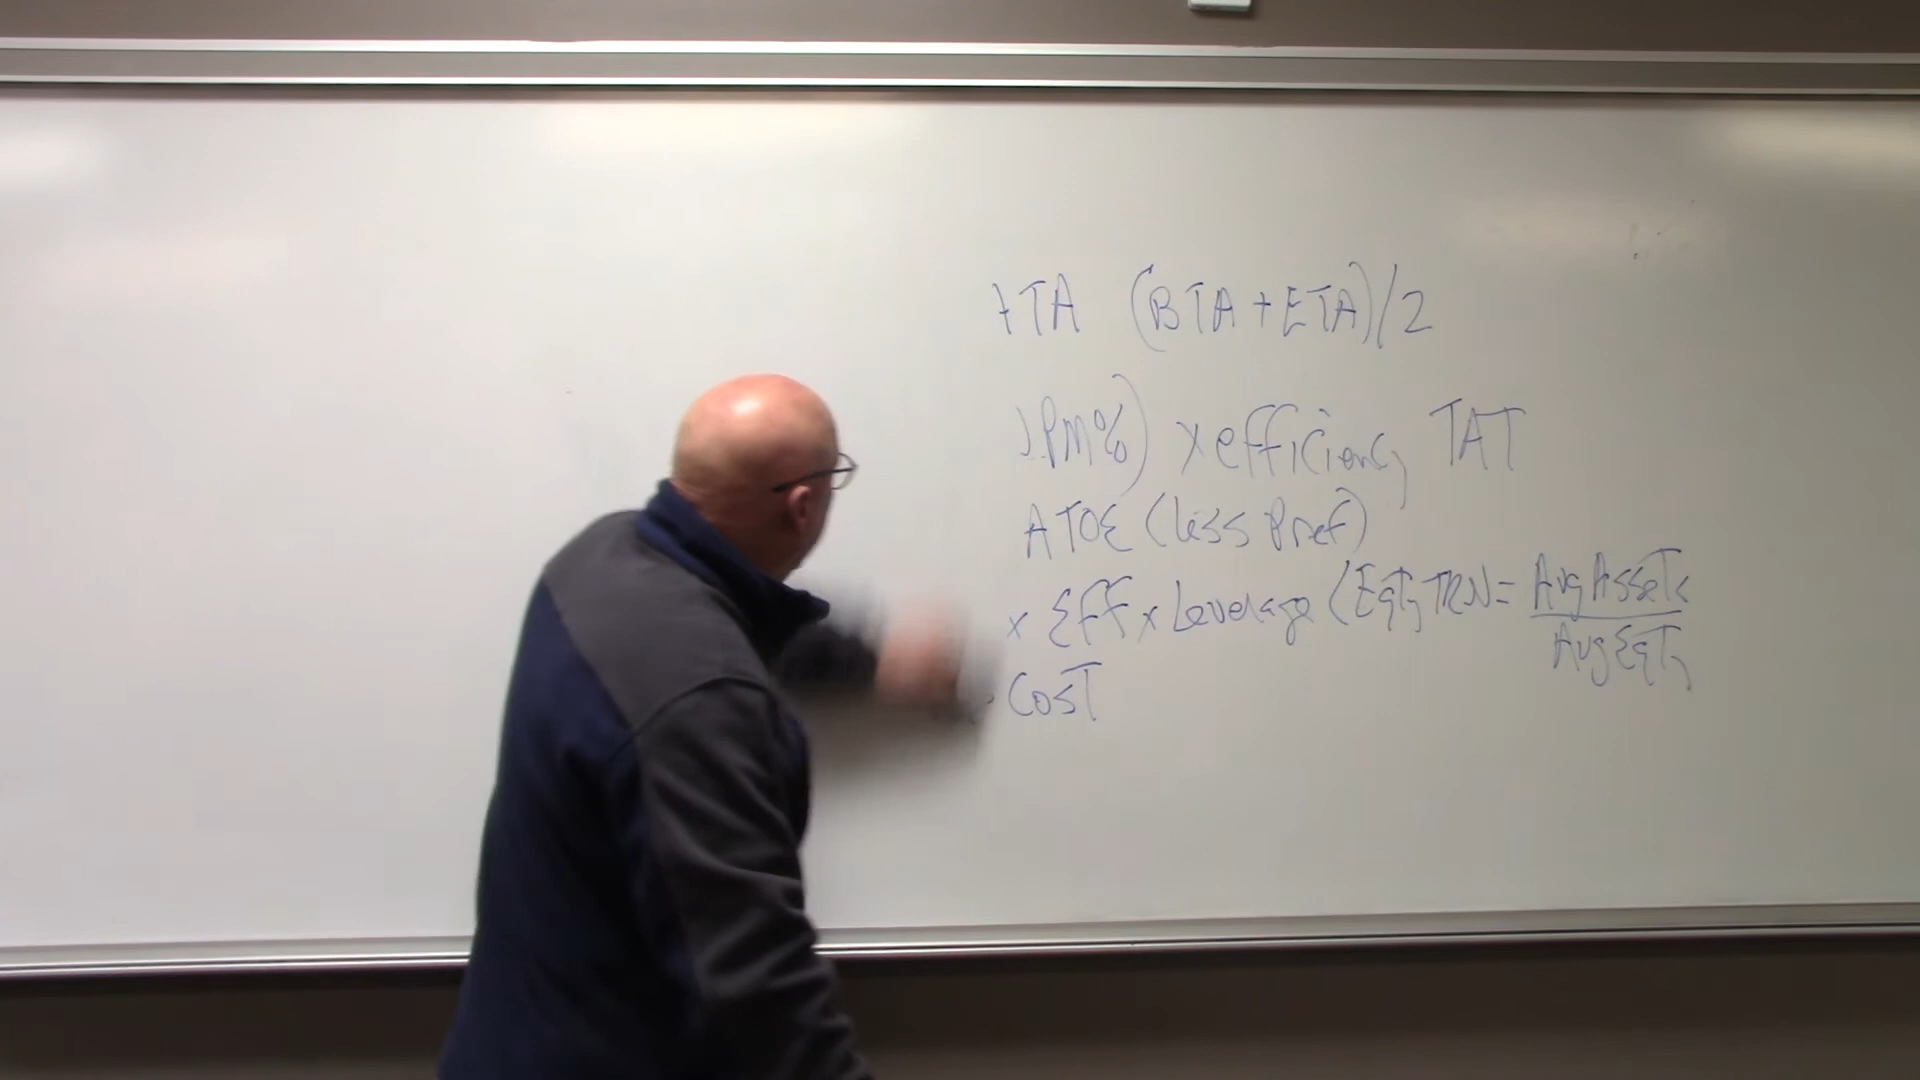 TA (BTA + ETA)/2
PM%) x efficiency TAT
ATOE (less Pref)
x Eff x Leverage (Eqty TRN = Avg Assets
Avg Eqty
Cost